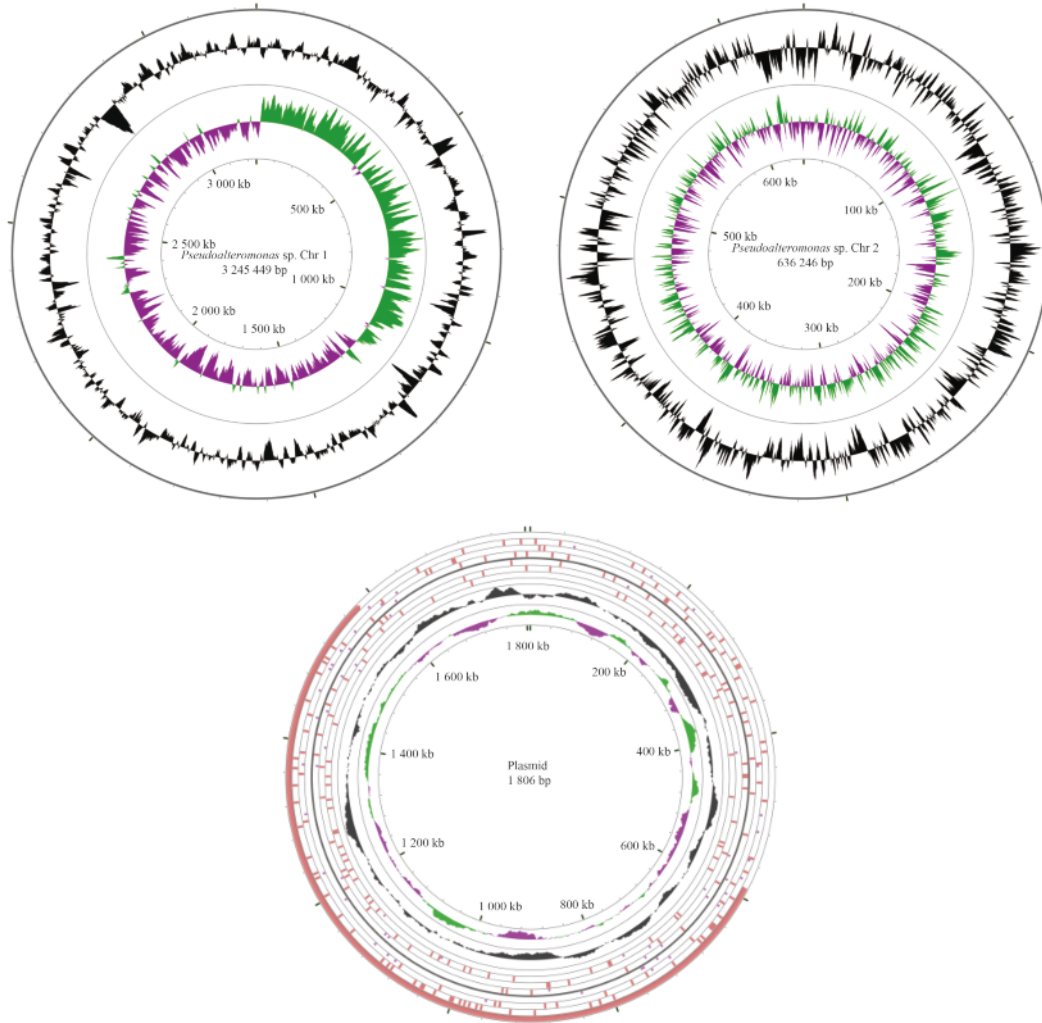 3 000 kb
500 kb
2 500 kb
Pseudoalteromonas sp. Chr 1
3 245 449 bp
1 000 kb
2 000 kb
1 500 kb
600 kb
100 kb
500 kb
Pseudoalteromonas sp. Chr 2
636 246 bp
200 kb
400 kb
300 kb
1 800 kb
1 600 kb
200 kb
1 400 kb
400 kb
Plasmid
1 806 bp
1 200 kb
600 kb
1 000 kb
800 kb